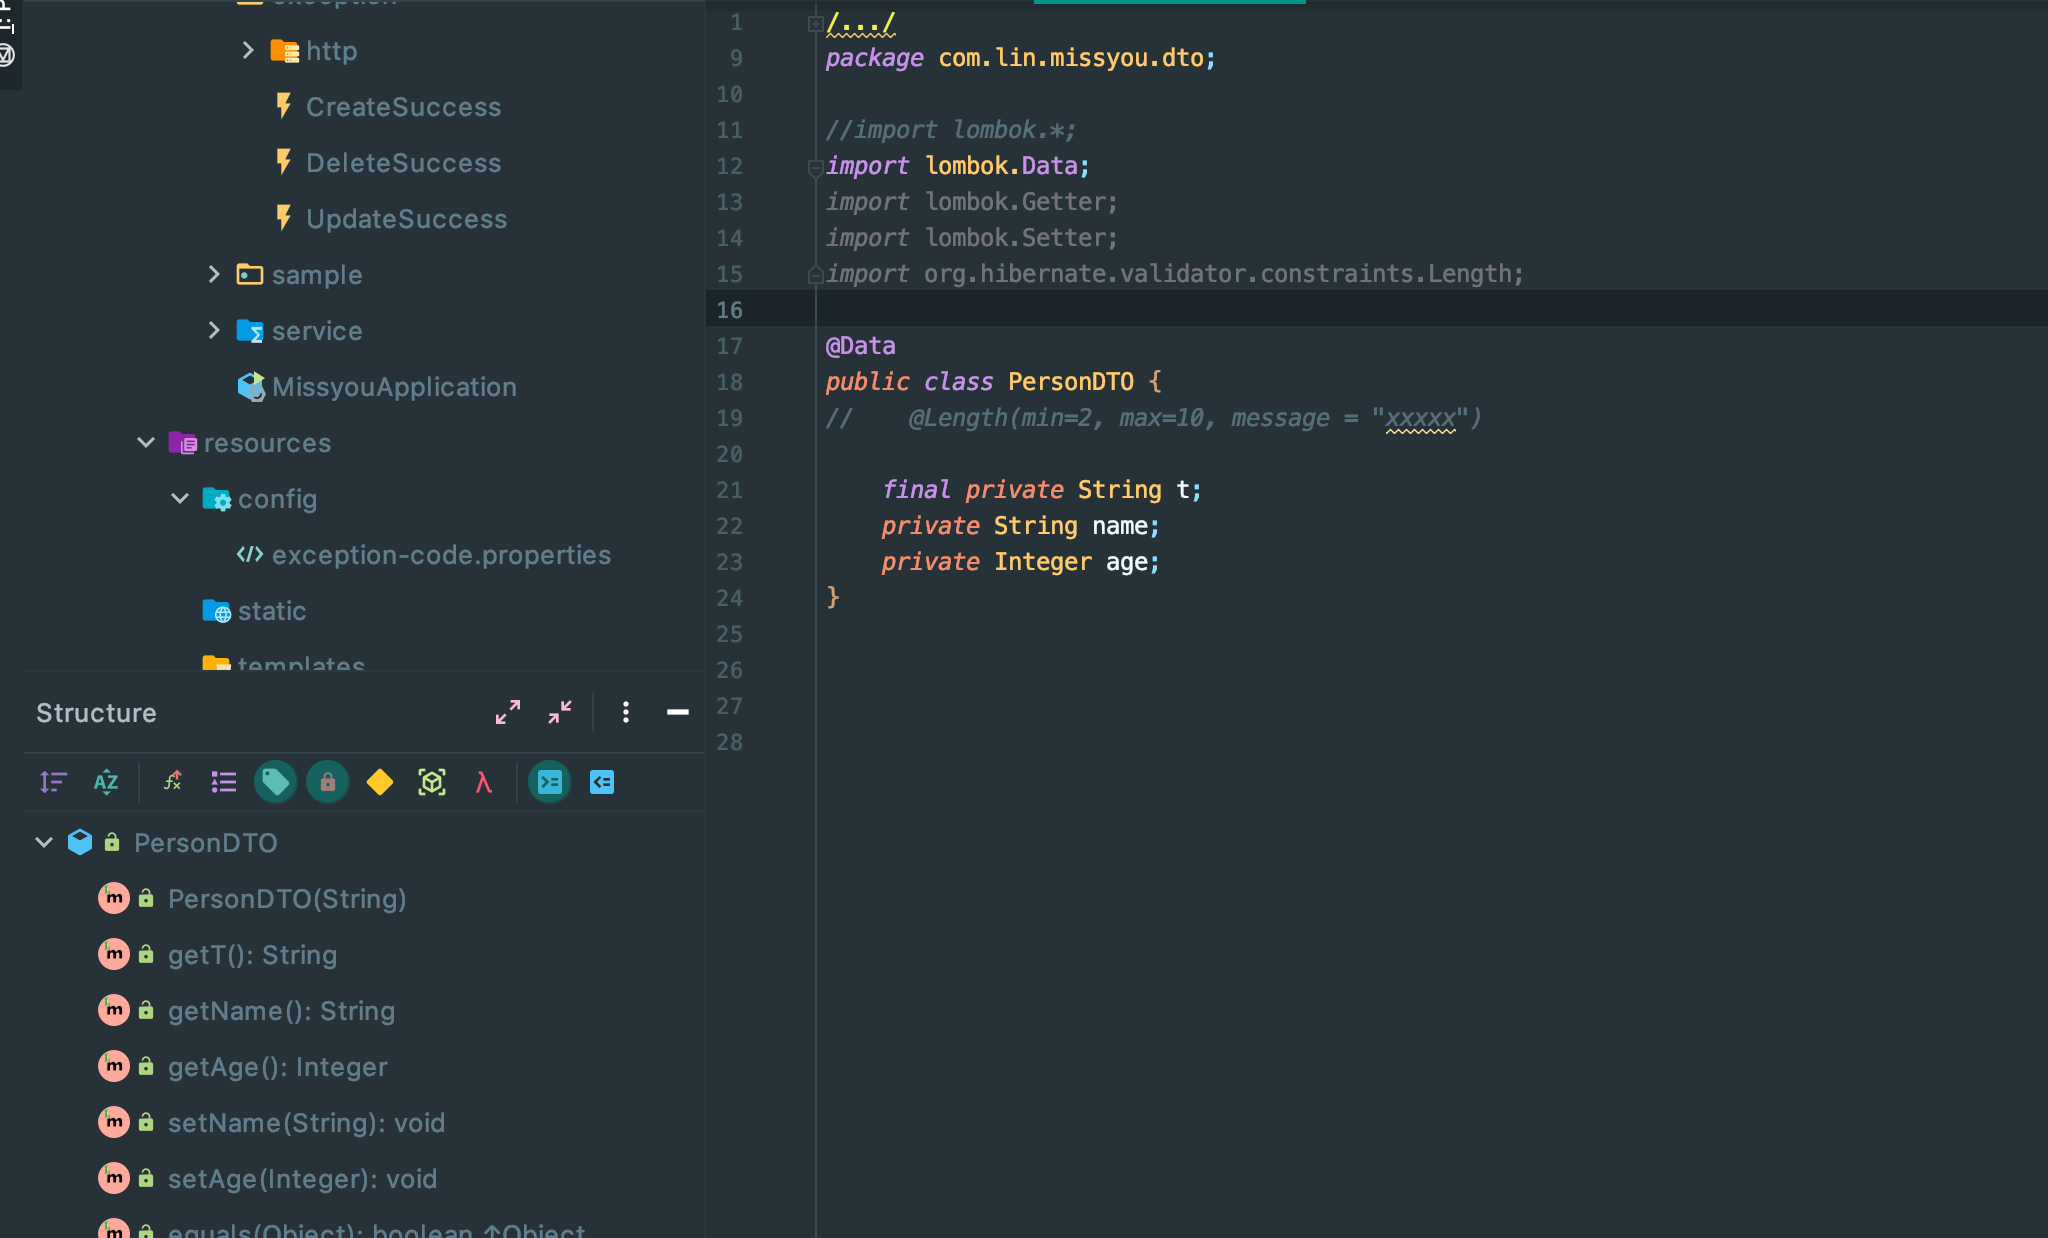 exception
http
CreateSuccess
DeleteSuccess
UpdateSuccess
sample
service
MissyouApplication
resources
config
exception-code.properties
static
templates
Structure
PersonDTO
PersonDTO(String)
getT(): String
getName(): String
getAge(): Integer
setName(String): void
setAge(Integer): void
equals(Object): boolean ↑Object
1 /.../
9 package com.lin.missyou.dto;
10
11 //import lombok.*;
12 import lombok.Data;
13 import lombok.Getter;
14 import lombok.Setter;
15 import org.hibernate.validator.constraints.Length;
16
17 @Data
18 public class PersonDTO {
19 //    @Length(min=2, max=10, message = "xxxxx")
20
21     final private String t;
22     private String name;
23     private Integer age;
24 }
25
26
27
28